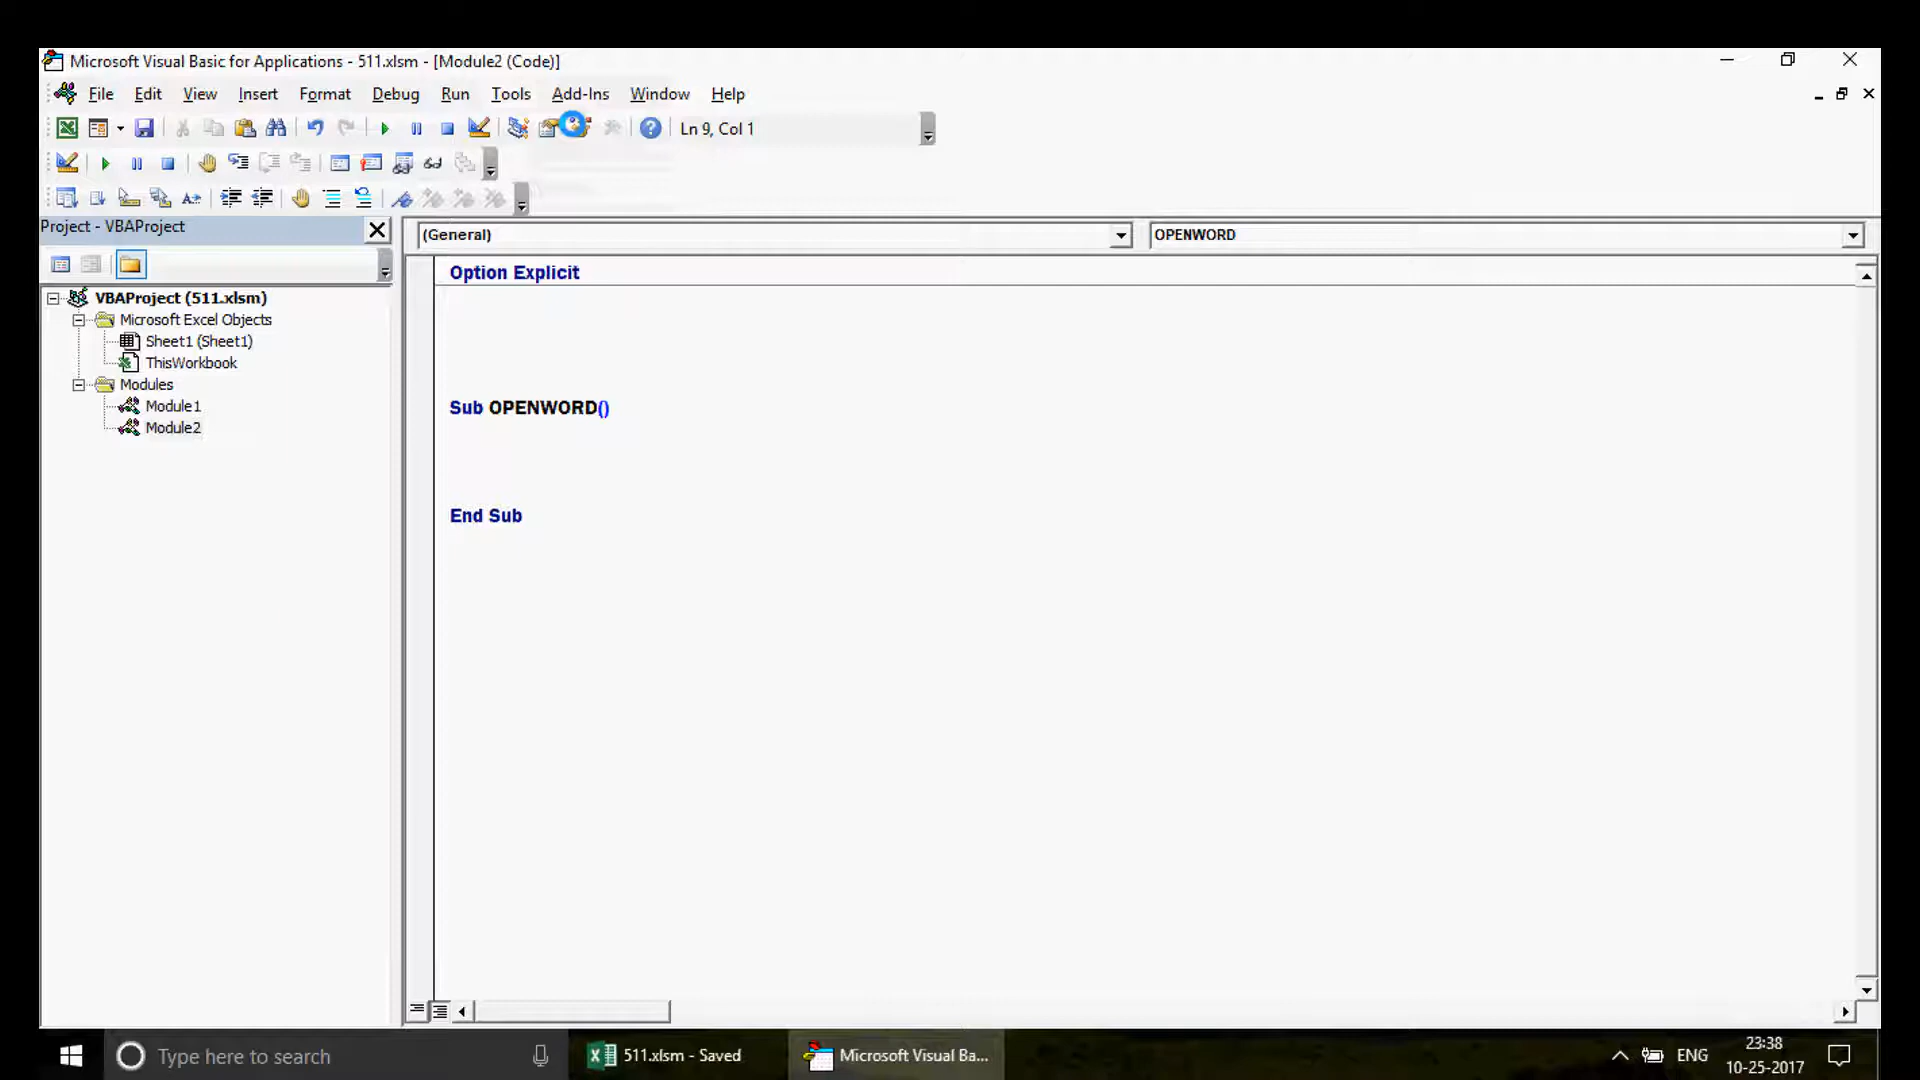 Microsoft Visual Basic for Applications - 511.xlsm - [Module2 (Code)]
File Edit View Insert Format Debug Run Tools Add-Ins Window Help
Ln 9, Col 1
Project - VBAProject
(General)
OPENWORD
VBAProject (511.xlsm)
Microsoft Excel Objects
Sheet1 (Sheet1)
ThisWorkbook
Modules
Module1
Module2
Option Explicit
Sub OPENWORD()
End Sub
Type here to search
511.xlsm - Saved
Microsoft Visual Ba...
ENG
23:38
10-25-2017